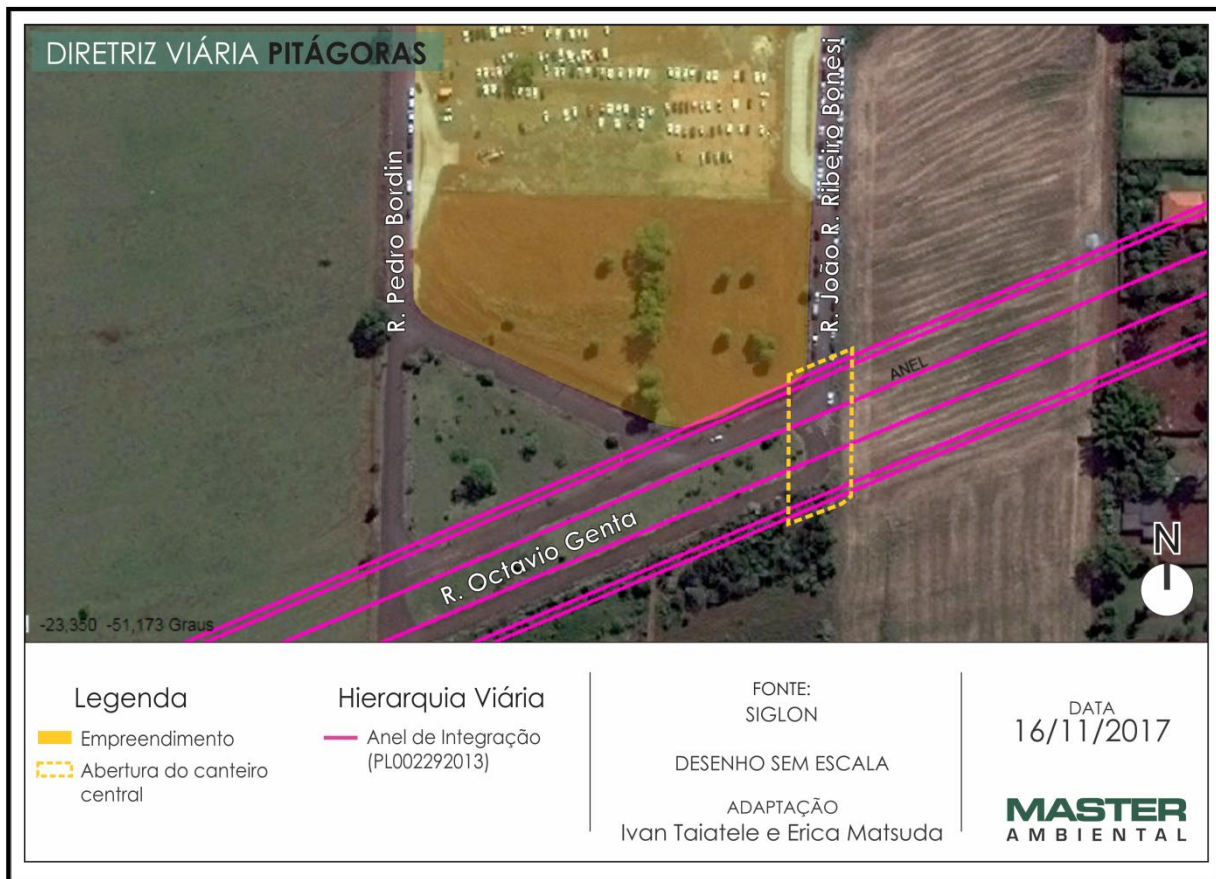 DIRETRIZ VIÁRIA PITÁGORAS
R. Pedro Bordin
R. João R. Ribeiro Bonesi
ANEL
R. Octavio Genta
N
-23,350 -51,173 Graus
Legenda
Empreendimento
Abertura do canteiro
central
Hierarquia Viária
Anel de Integração
(PL002292013)
FONTE:
SIGLON
DESENHO SEM ESCALA
ADAPTAÇÃO
Ivan Taiatele e Erica Matsuda
DATA
16/11/2017
MASTER
AMBIENTAL